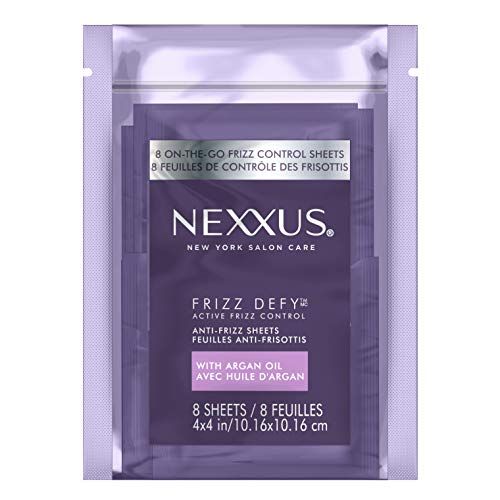 8 ON-THE-GO FRIZZ CONTROL SHEETS
8 FEUILLES DE CONTRÔLE DES FRISOTTIS
NEXXUS®
NEW YORK SALON CARE
FRIZZ DEFY™ MC
ACTIVE FRIZZ CONTROL
ANTI-FRIZZ SHEETS
FEUILLES ANTI-FRISOTTIS
WITH ARGAN OIL
AVEC HUILE D'ARGAN
8 SHEETS / 8 FEUILLES
4x4 in/10.16x10.16 cm